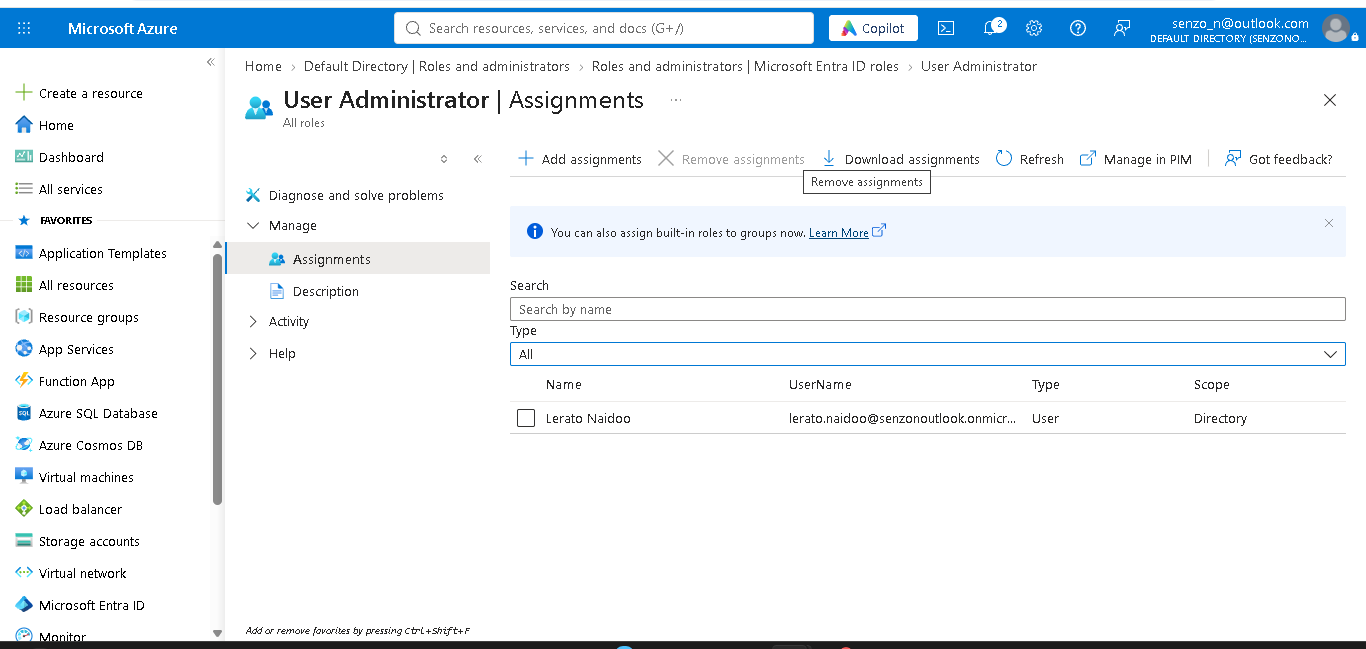 Microsoft Azure
Search resources, services, and docs (G+/)
Copilot
2
senzo_n@outlook.com
DEFAULT DIRECTORY (SENZONO...
Home > Default Directory | Roles and administrators > Roles and administrators | Microsoft Entra ID roles > User Administrator
User Administrator | Assignments ...
All roles
Create a resource
Home
Dashboard
All services
FAVORITES
Application Templates
All resources
Resource groups
App Services
Function App
Azure SQL Database
Azure Cosmos DB
Virtual machines
Load balancer
Storage accounts
Virtual network
Microsoft Entra ID
Monitor
Diagnose and solve problems
Manage
Assignments
Description
Activity
Help
Add or remove favorites by pressing Ctrl+Shift+F
Add assignments Remove assignments Download assignments Refresh Manage in PIM Got feedback?
Remove assignments
You can also assign built-in roles to groups now. Learn More
Search
Search by name
Type
All
Name UserName Type Scope
Lerato Naidoo lerato.naidoo@senzonoutlook.onmicr... User Directory